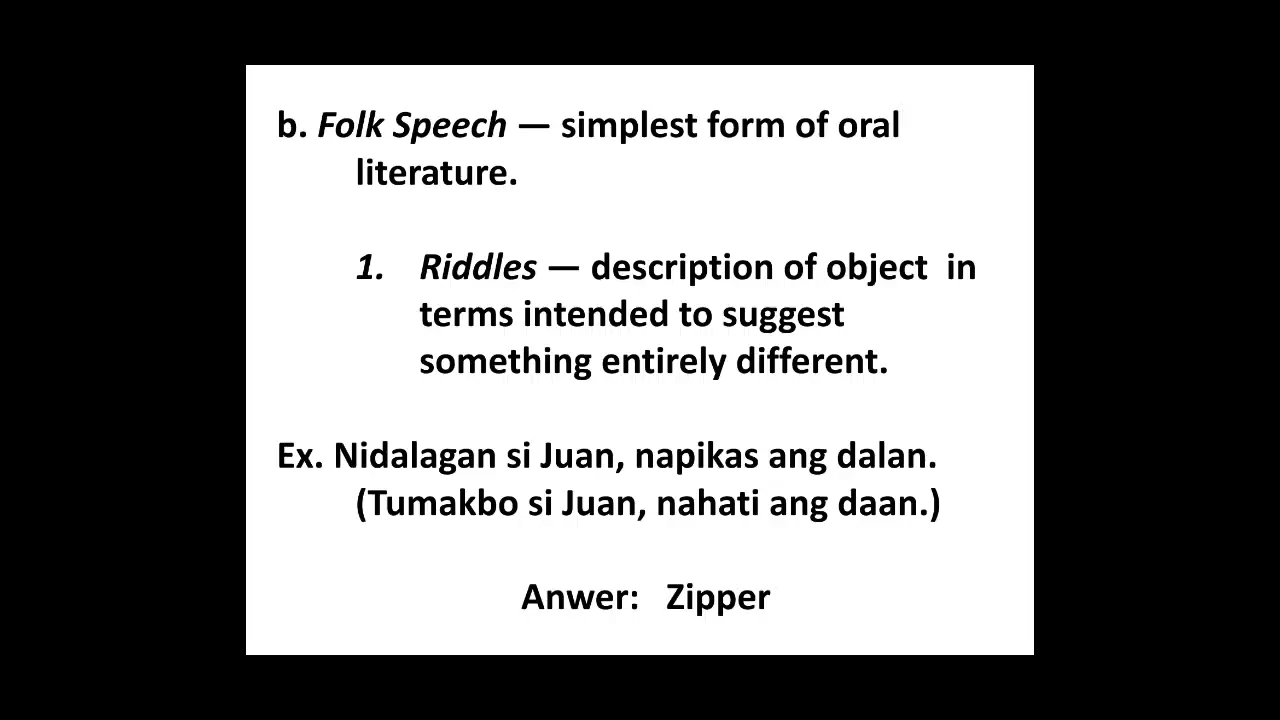 b. Folk Speech — simplest form of oral
literature.
1. Riddles — description of object in
terms intended to suggest
something entirely different.
Ex. Nidalagan si Juan, napikas ang dalan.
(Tumakbo si Juan, nahati ang daan.)
Anwer: Zipper